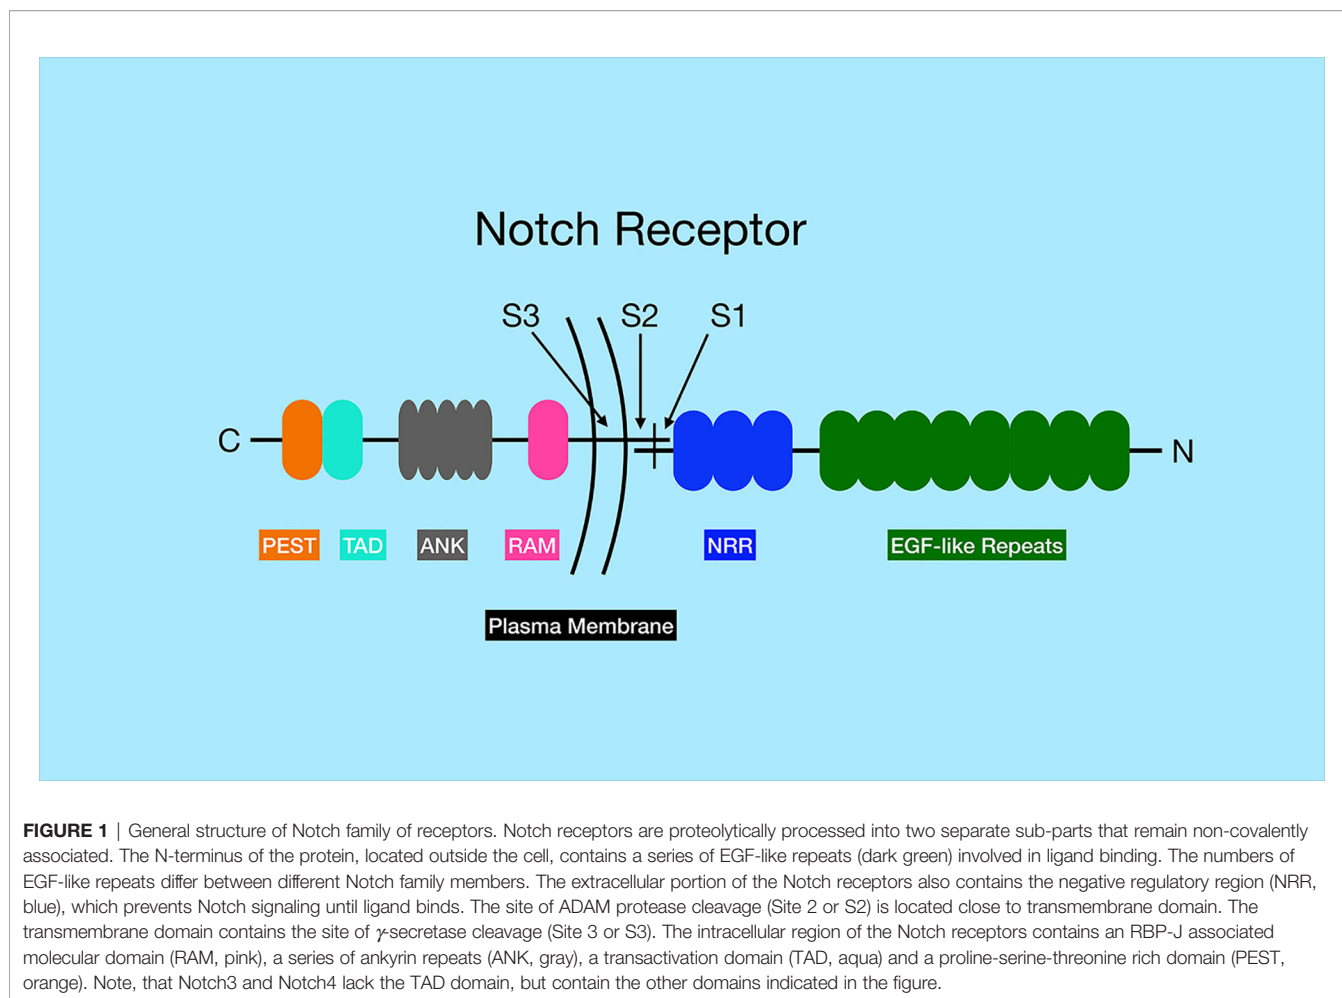 Notch Receptor
S3 S2 S1
C N
PEST TAD ANK RAM NRR EGF-like Repeats
Plasma Membrane
FIGURE 1 | General structure of Notch family of receptors. Notch receptors are proteolytically processed into two separate sub-parts that remain non-covalently
associated. The N-terminus of the protein, located outside the cell, contains a series of EGF-like repeats (dark green) involved in ligand binding. The numbers of
EGF-like repeats differ between different Notch family members. The extracellular portion of the Notch receptors also contains the negative regulatory region (NRR,
blue), which prevents Notch signaling until ligand binds. The site of ADAM protease cleavage (Site 2 or S2) is located close to transmembrane domain. The
transmembrane domain contains the site of γ-secretase cleavage (Site 3 or S3). The intracellular region of the Notch receptors contains an RBP-J associated
molecular domain (RAM, pink), a series of ankyrin repeats (ANK, gray), a transactivation domain (TAD, aqua) and a proline-serine-threonine rich domain (PEST,
orange). Note, that Notch3 and Notch4 lack the TAD domain, but contain the other domains indicated in the figure.